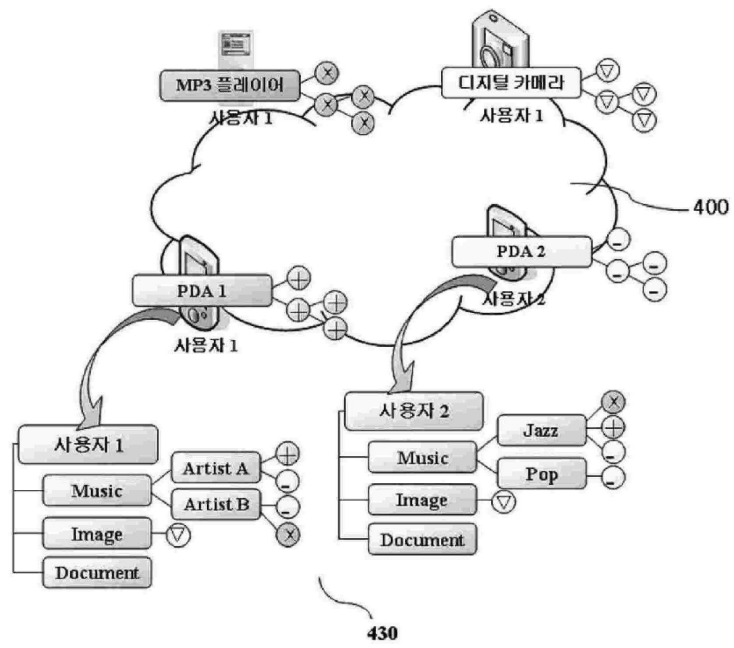 MP3 플레이어
사용자 1
디지털 카메라
사용자 1
400
PDA 1
사용자 1
PDA 2
사용자 2
사용자 1
Music
Artist A
Artist B
Image
Document
사용자 2
Music
Jazz
Pop
Image
Document
430